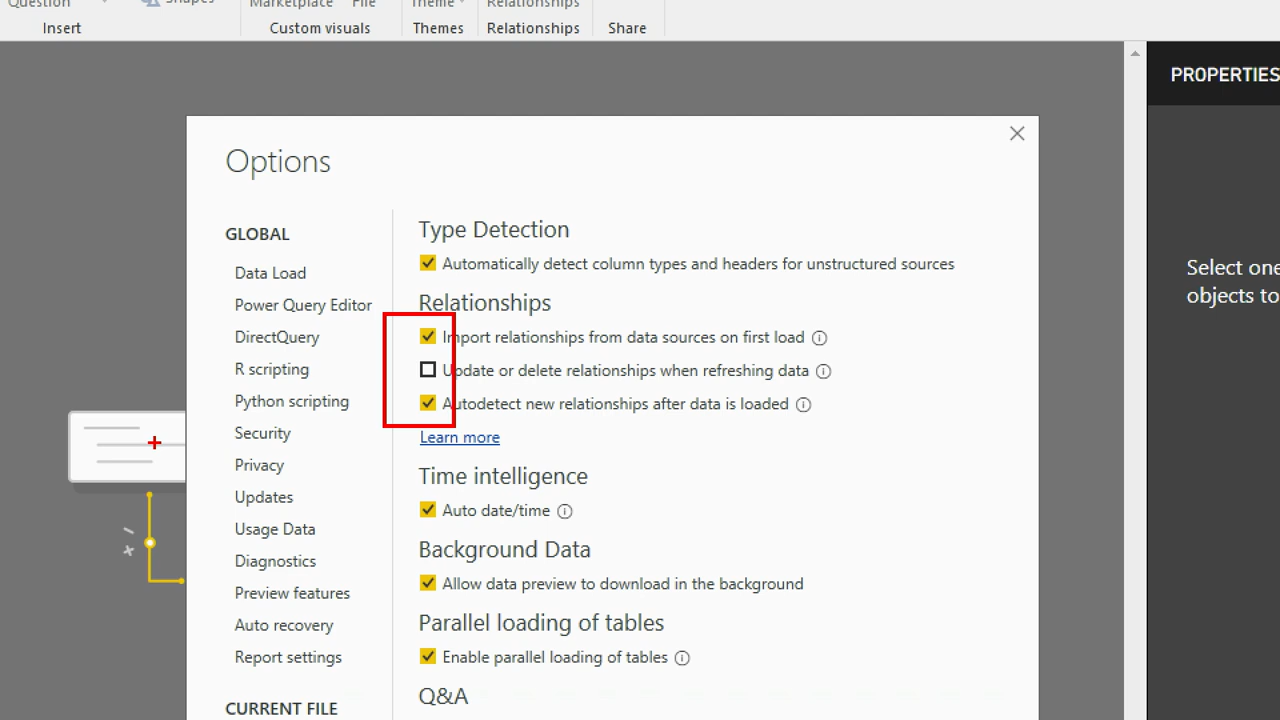 Question Shapes Marketplace File Theme Relationships
Insert Custom visuals Themes Relationships Share
PROPERTIES
Options
GLOBAL
Data Load
Power Query Editor
DirectQuery
R scripting
Python scripting
Security
Privacy
Updates
Usage Data
Diagnostics
Preview features
Auto recovery
Report settings
CURRENT FILE
Type Detection
Automatically detect column types and headers for unstructured sources
Relationships
Import relationships from data sources on first load
Update or delete relationships when refreshing data
Autodetect new relationships after data is loaded
Learn more
Time intelligence
Auto date/time
Background Data
Allow data preview to download in the background
Parallel loading of tables
Enable parallel loading of tables
Q&A
Select one
objects to